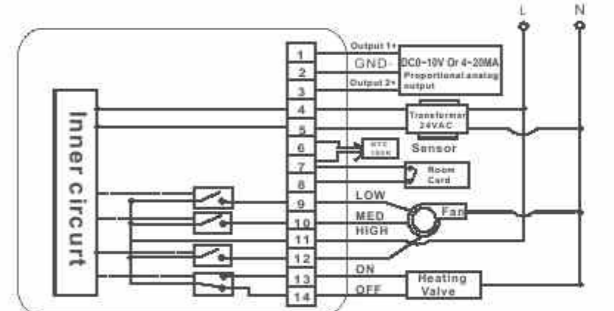 L N
1 Output 1+
2 GND- DC0~10V Or 4~20MA
3 Output 2+ Proportional analog
output
4 Transformer
5 24VAC
6 NTC Sensor
7
8 Room
Card
9 LOW
10 MED Fan
11 HIGH
12
13 ON Heating
14 OFF Valve
Inner circurt